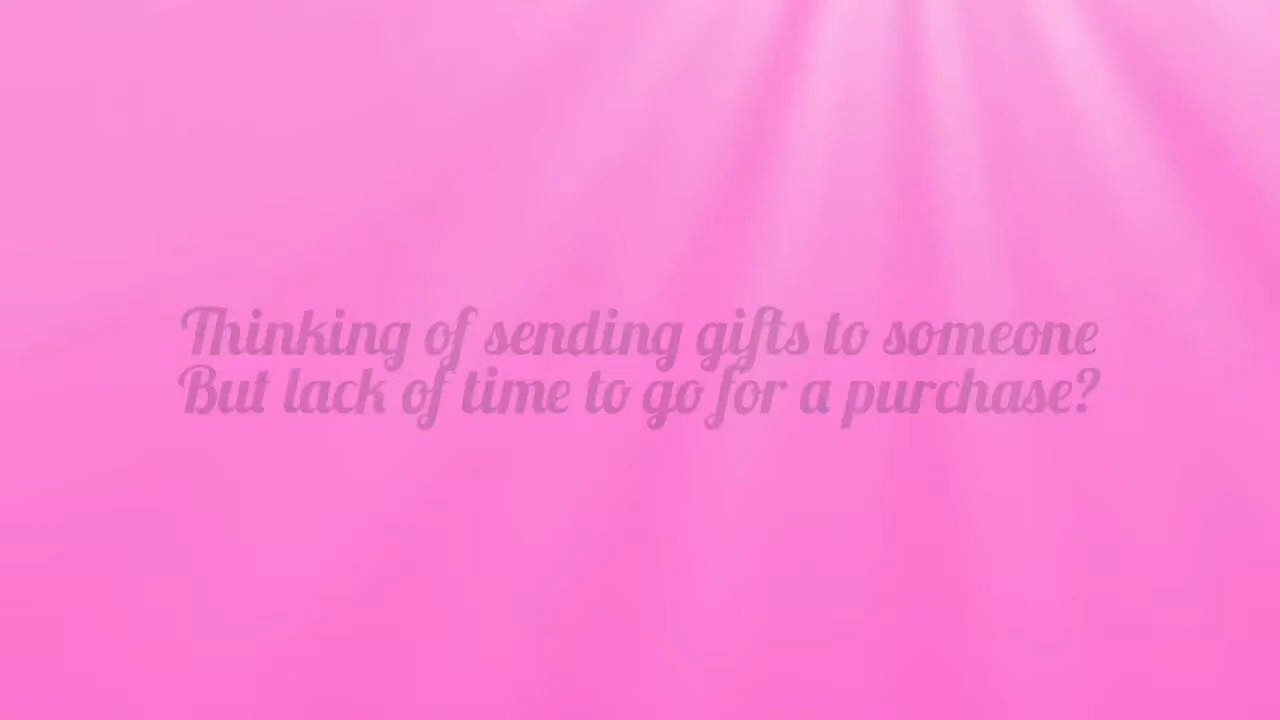 Thinking of sending gifts to someone
But lack of time to go for a purchase?